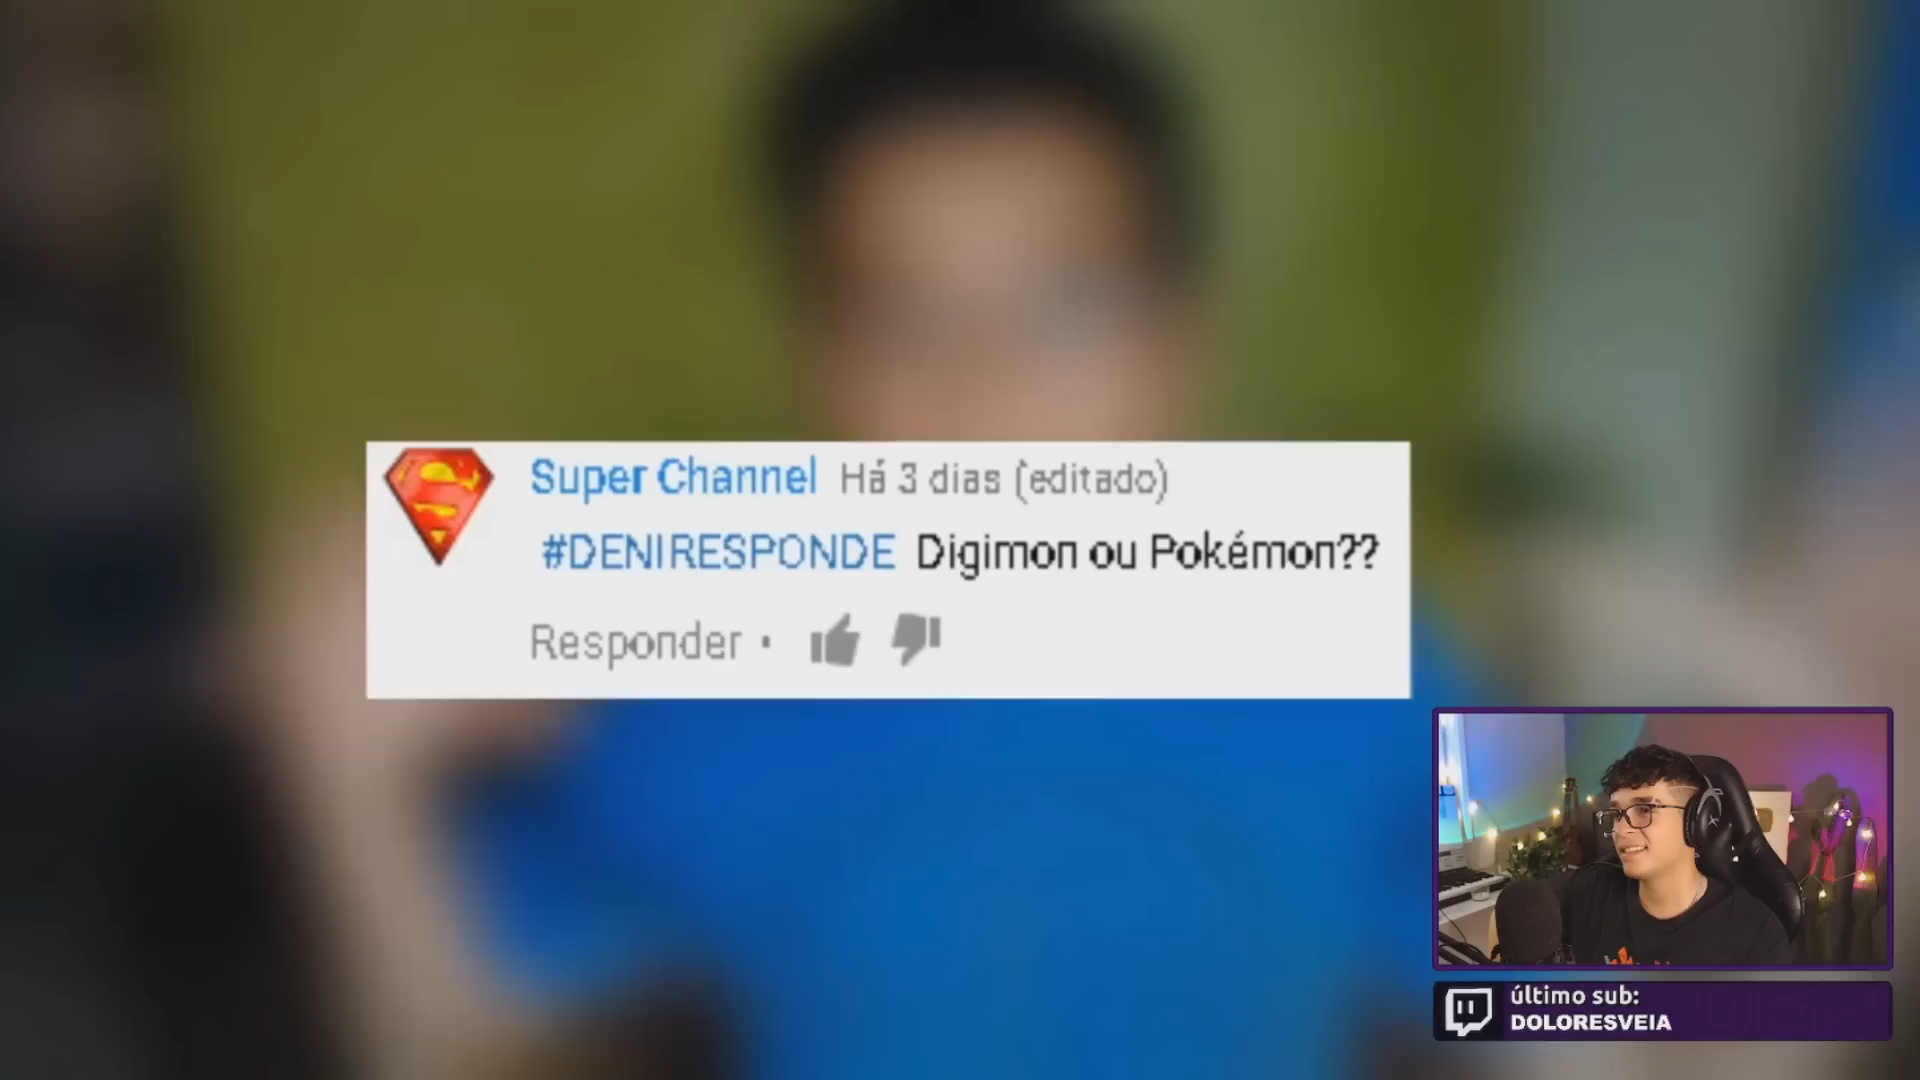 Super Channel Há 3 dias (editado)
#DENIRESPONDE Digimon ou Pokémon??
Responder •
último sub:
DOLORESVEIA